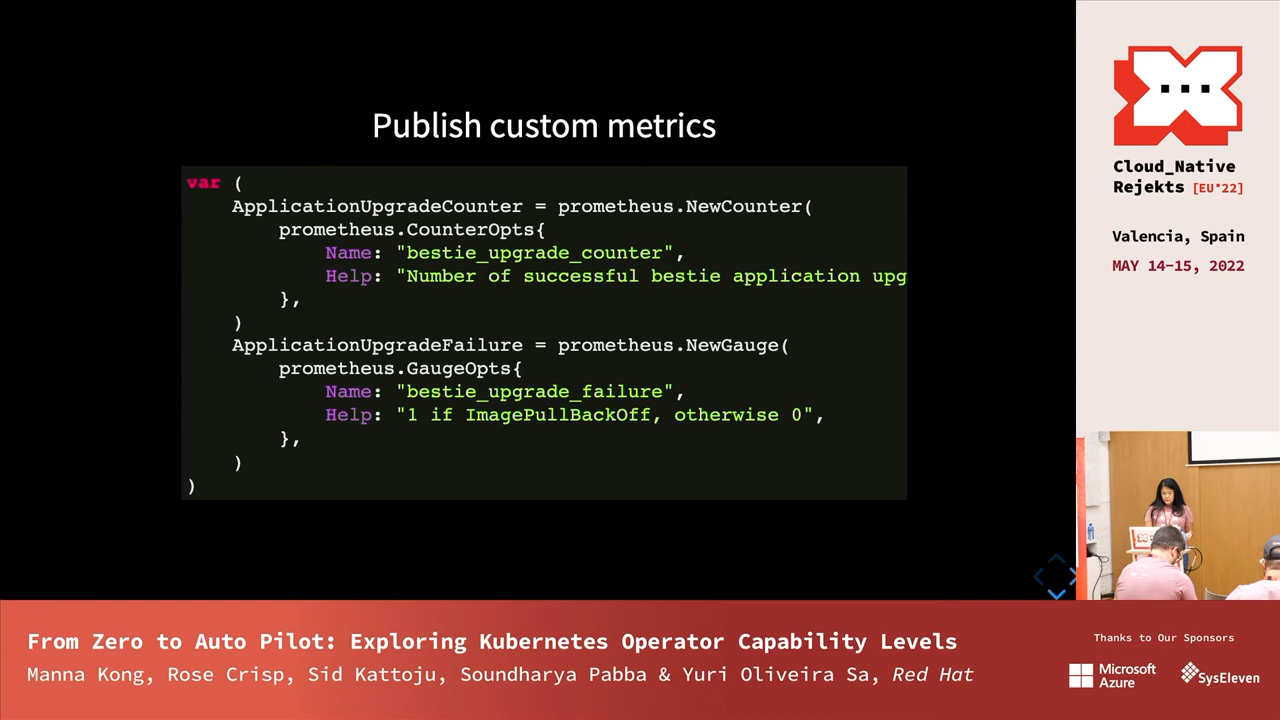 Publish custom metrics
var (
ApplicationUpgradeCounter = prometheus.NewCounter(
prometheus.CounterOpts{
Name: "bestie_upgrade_counter",
Help: "Number of successful bestie application upg
},
)
ApplicationUpgradeFailure = prometheus.NewGauge(
prometheus.GaugeOpts{
Name: "bestie_upgrade_failure",
Help: "1 if ImagePullBackOff, otherwise 0",
},
)
)
Cloud_Native
Rejekts [EU*22]
Valencia, Spain
MAY 14-15, 2022
From Zero to Auto Pilot: Exploring Kubernetes Operator Capability Levels
Manna Kong, Rose Crisp, Sid Kattoju, Soundharya Pabba & Yuri Oliveira Sa, Red Hat
Thanks to Our Sponsors
Microsoft
Azure
SysEleven